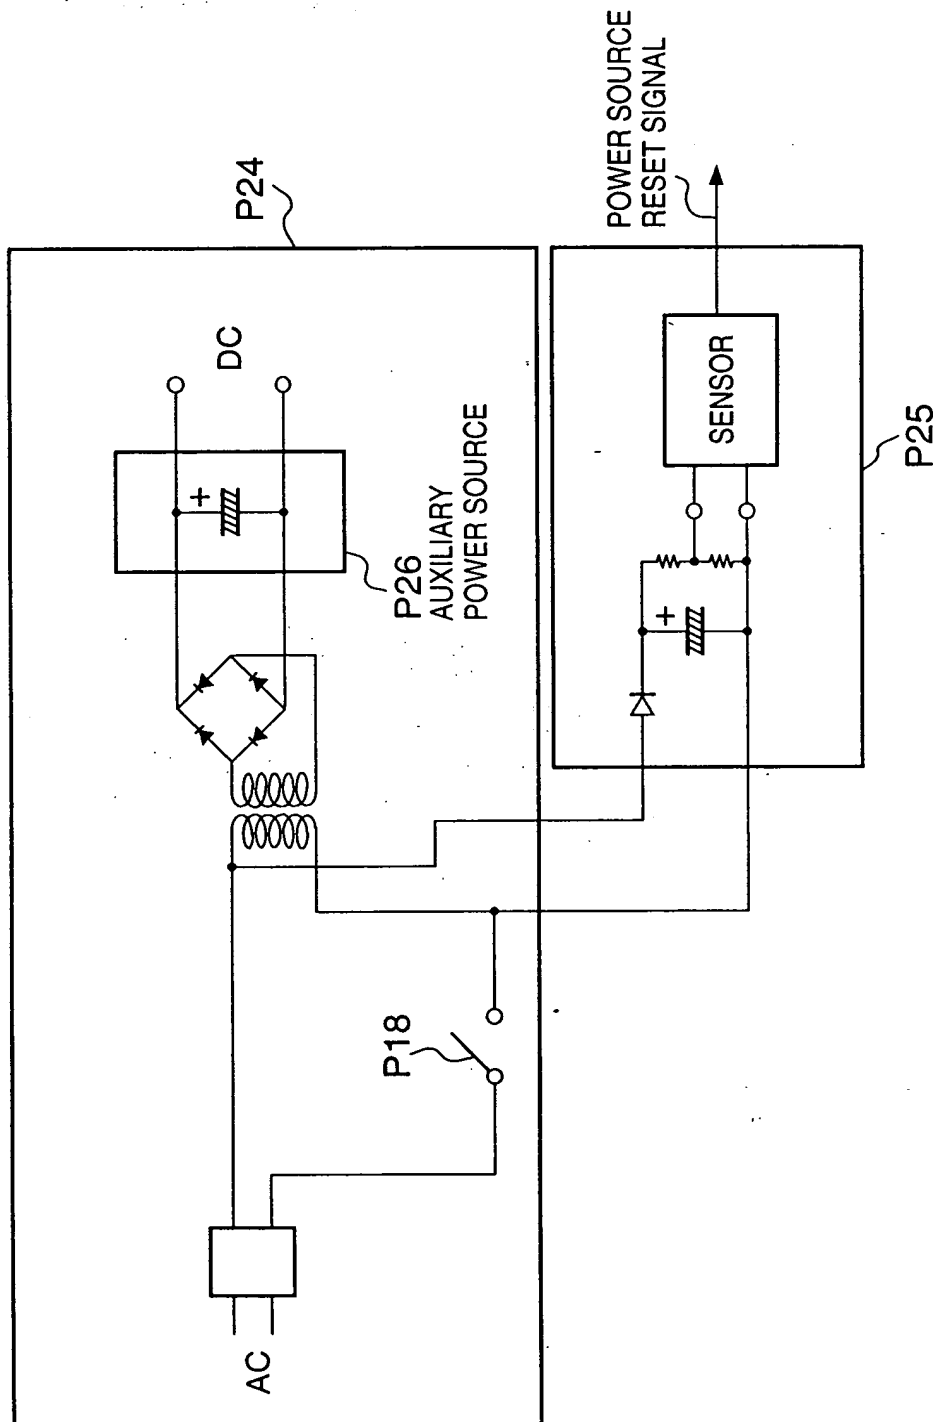 AC
P18
P24
DC
+
P26
AUXILIARY
POWER SOURCE
+
SENSOR
P25
POWER SOURCE
RESET SIGNAL